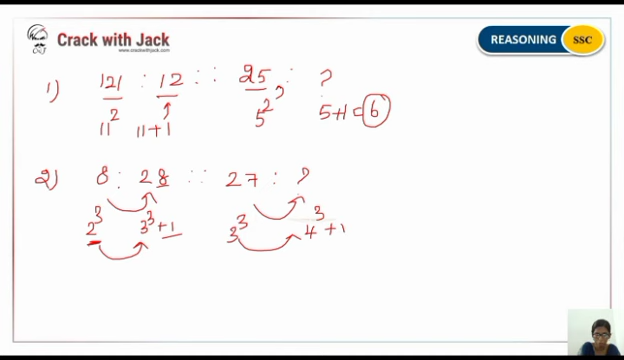 Crack with Jack
www.crackwithjack.com
REASONING SSC
1) 121 : 12 :: 25 : ?
11² 11+1 5² 5+1=6
2) 8 : 28 :: 27 : ?
2³ 3³+1 3³ 4³+1